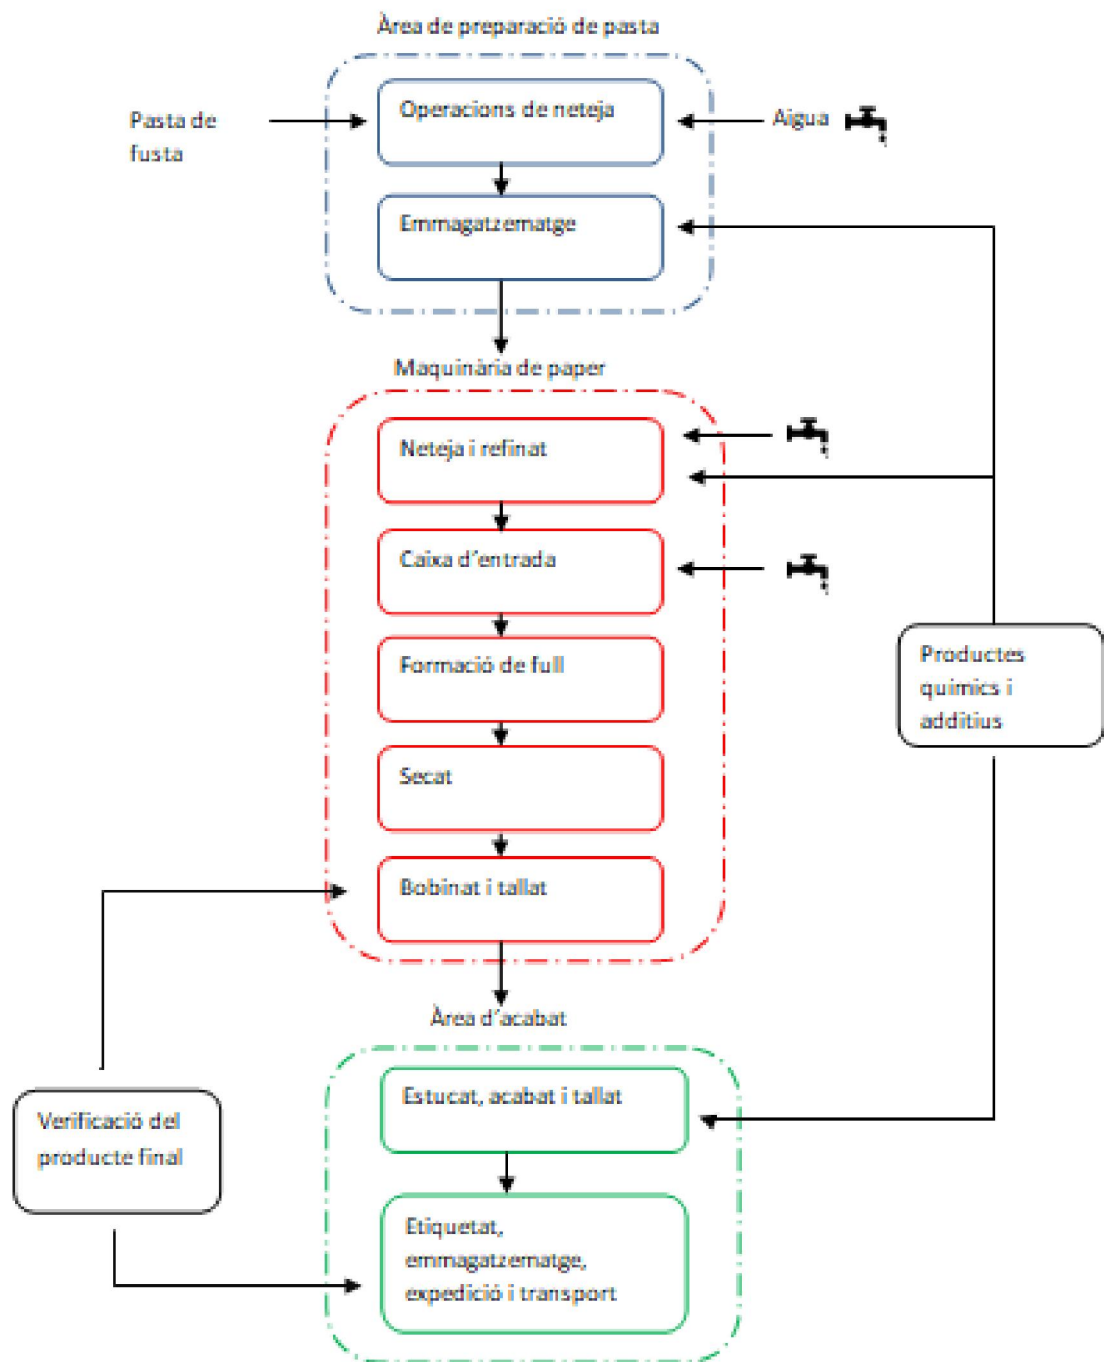 Àrea de preparació de pasta
Operacions de neteja
Pasta de
fusta
Aigua
Emmagatzematge
Maquinària de paper
Neteja i refinat
Caixa d'entrada
Formació de full
Productes
quimics i
additius
Secat
Bobinat i tallat
Àrea d'acabat
Estucat, acabat i tallat
Verificació del
producte final
Etiquetat,
emmagatzematge,
expedició i transport